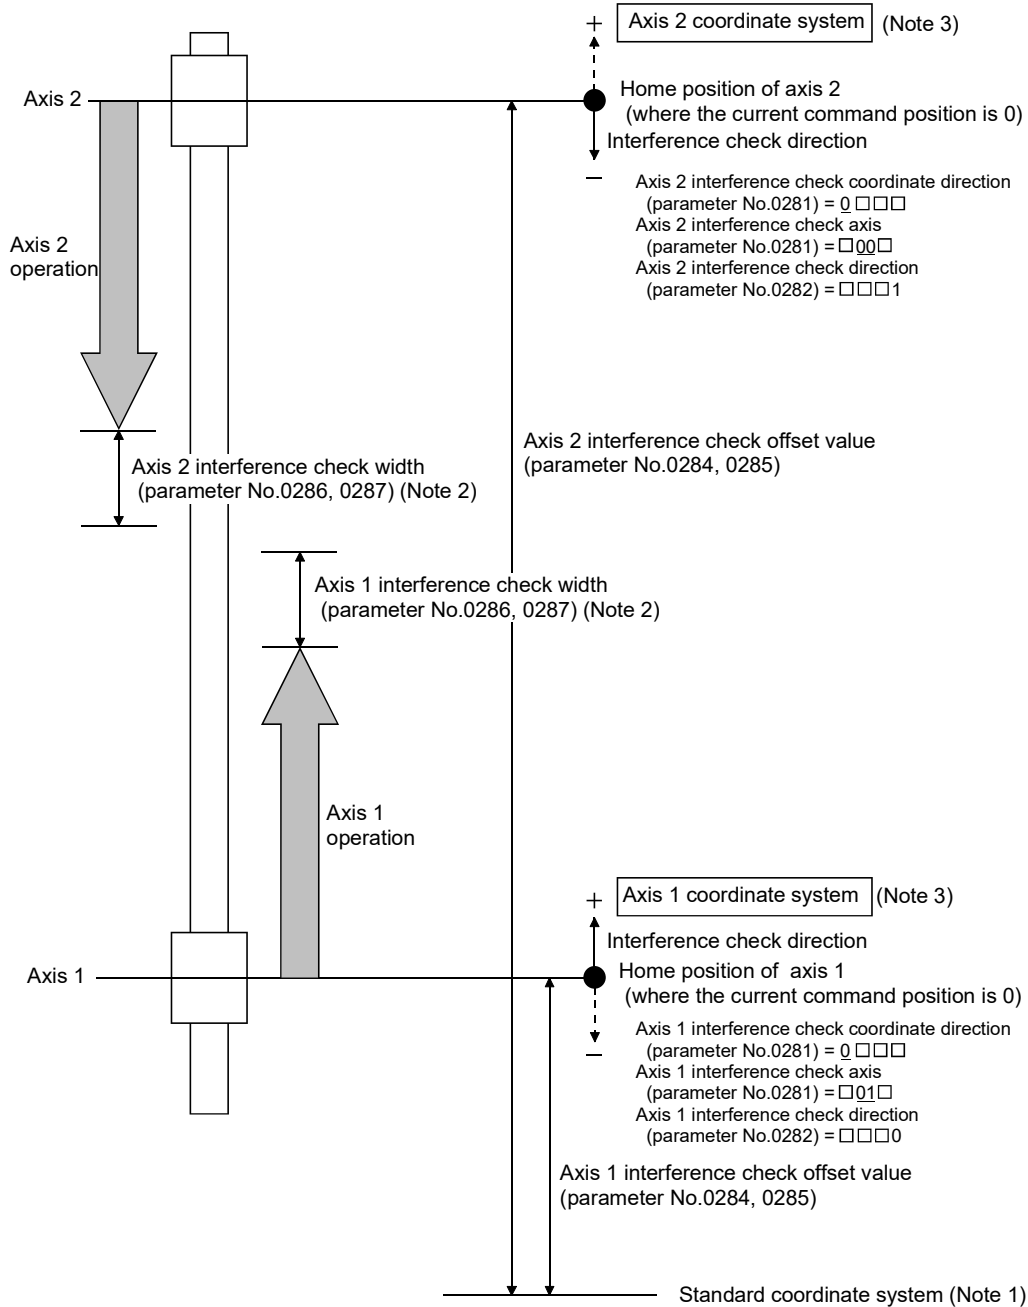 + Axis 2 coordinate system (Note 3)
Axis 2
Home position of axis 2
(where the current command position is 0)
Interference check direction
−
Axis 2 interference check coordinate direction
(parameter No.0281) = 0□□□
Axis 2 interference check axis
(parameter No.0281) = □00□
Axis 2 interference check direction
(parameter No.0282) = □□□1
Axis 2
operation
Axis 2 interference check offset value
(parameter No.0284, 0285)
Axis 2 interference check width
(parameter No.0286, 0287) (Note 2)
Axis 1 interference check width
(parameter No.0286, 0287) (Note 2)
Axis 1
operation
+ Axis 1 coordinate system (Note 3)
Interference check direction
Axis 1
Home position of axis 1
(where the current command position is 0)
−
Axis 1 interference check coordinate direction
(parameter No.0281) = 0□□□
Axis 1 interference check axis
(parameter No.0281) = □01□
Axis 1 interference check direction
(parameter No.0282) = □□□0
Axis 1 interference check offset value
(parameter No.0284, 0285)
Standard coordinate system (Note 1)